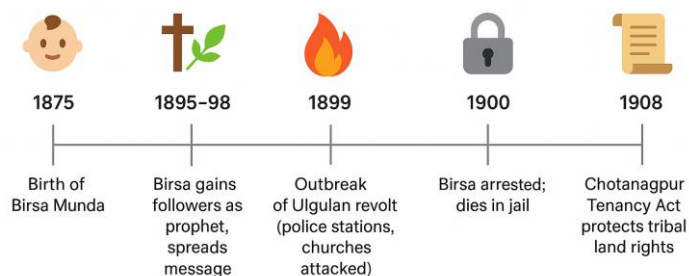 1875
Birth of
Birsa Munda
1895–98
Birsa gains
followers as
prophet,
spreads
message
1899
Outbreak
of Ulgulan revolt
(police stations,
churches
attacked)
1900
Birsa arrested;
dies in jail
1908
Chotanagpur
Tenancy Act
protects tribal
land rights